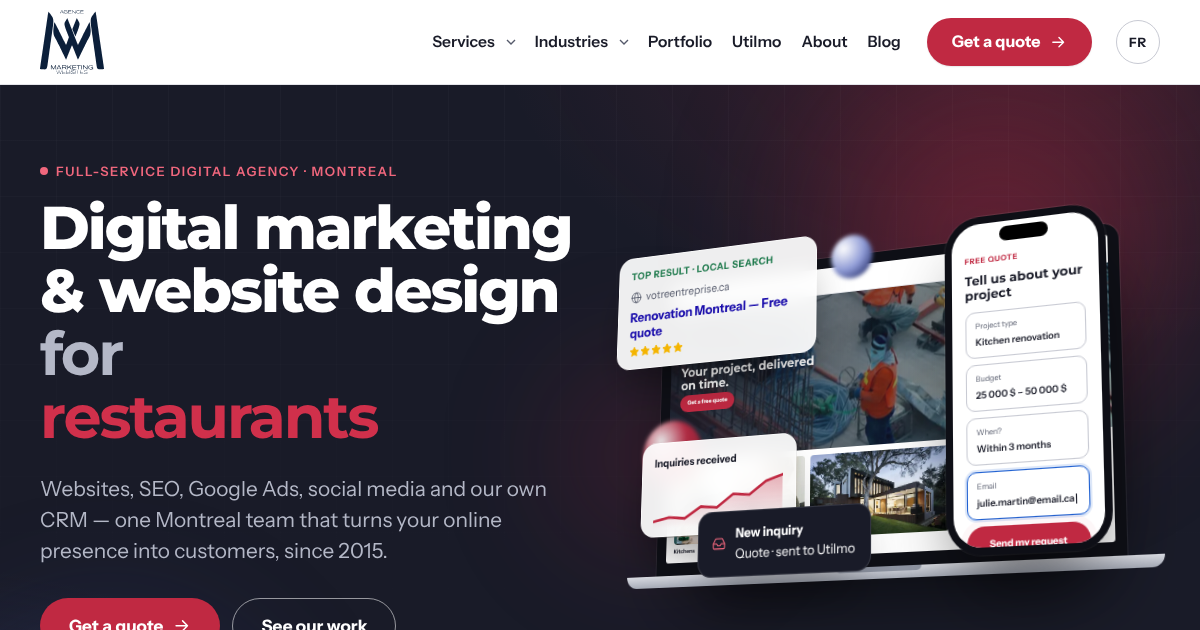 AGENCE
MARKETING
WEBSITES
Services
Industries
Portfolio
Utilmo
About
Blog
Get a quote →
FR
FULL-SERVICE DIGITAL AGENCY · MONTREAL
Digital marketing
& website design
for
restaurants
Websites, SEO, Google Ads, social media and our own
CRM — one Montreal team that turns your online
presence into customers, since 2015.
Get a quote →
See our work
TOP RESULT · LOCAL SEARCH
votreentreprise.ca
Renovation Montreal — Free
quote
★★★★★
Your project, delivered
on time.
Get a free quote
Inquiries received
Kitchens
New inquiry
Quote · sent to Utilmo
FREE QUOTE
Tell us about your
project
Project type
Kitchen renovation
Budget
25 000 $ – 50 000 $
When?
Within 3 months
Email
julie.martin@email.ca
Send my request